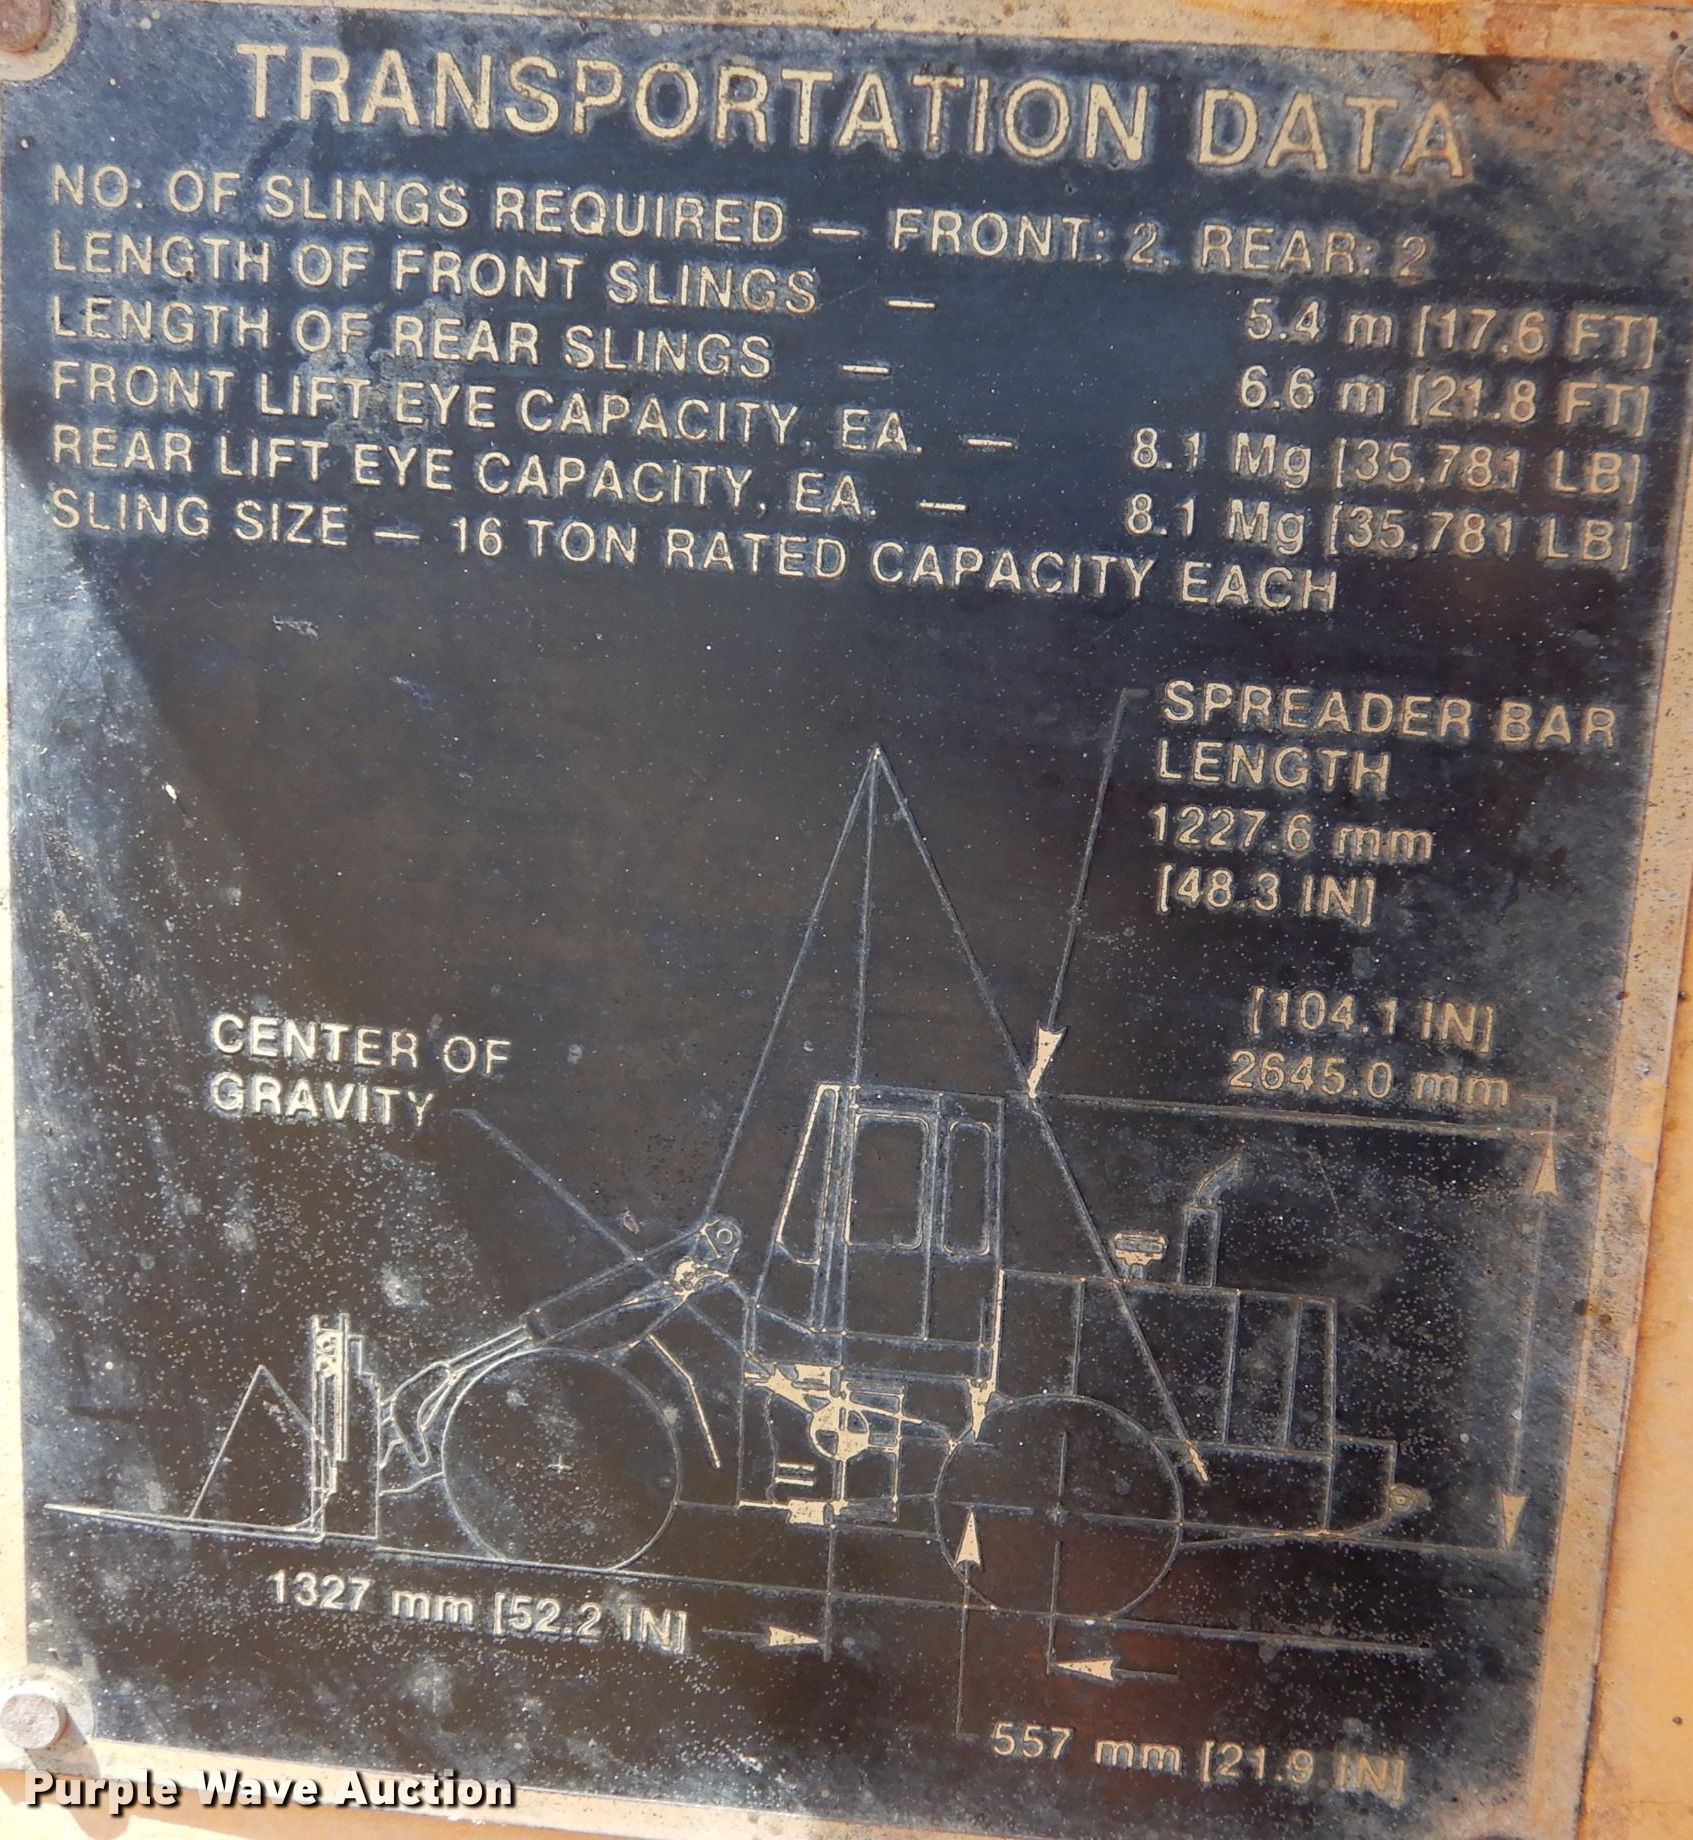 TRANSPORTATION DATA
NO. OF SLINGS REQUIRED — FRONT: 2. REAR: 2
LENGTH OF FRONT SLINGS — 5.4 m [17.6 FT]
LENGTH OF REAR SLINGS — 6.6 m [21.8 FT]
FRONT LIFT EYE CAPACITY, EA. — 8.1 Mg [35,781 LB]
REAR LIFT EYE CAPACITY, EA. — 8.1 Mg [35,781 LB]
SLING SIZE — 16 TON RATED CAPACITY EACH
SPREADER BAR
LENGTH
1227.6 mm
[48.3 IN]
[104.1 IN]
2645.0 mm
CENTER OF
GRAVITY
1327 mm [52.2 IN]
557 mm [21.9 IN]
Purple Wave Auction